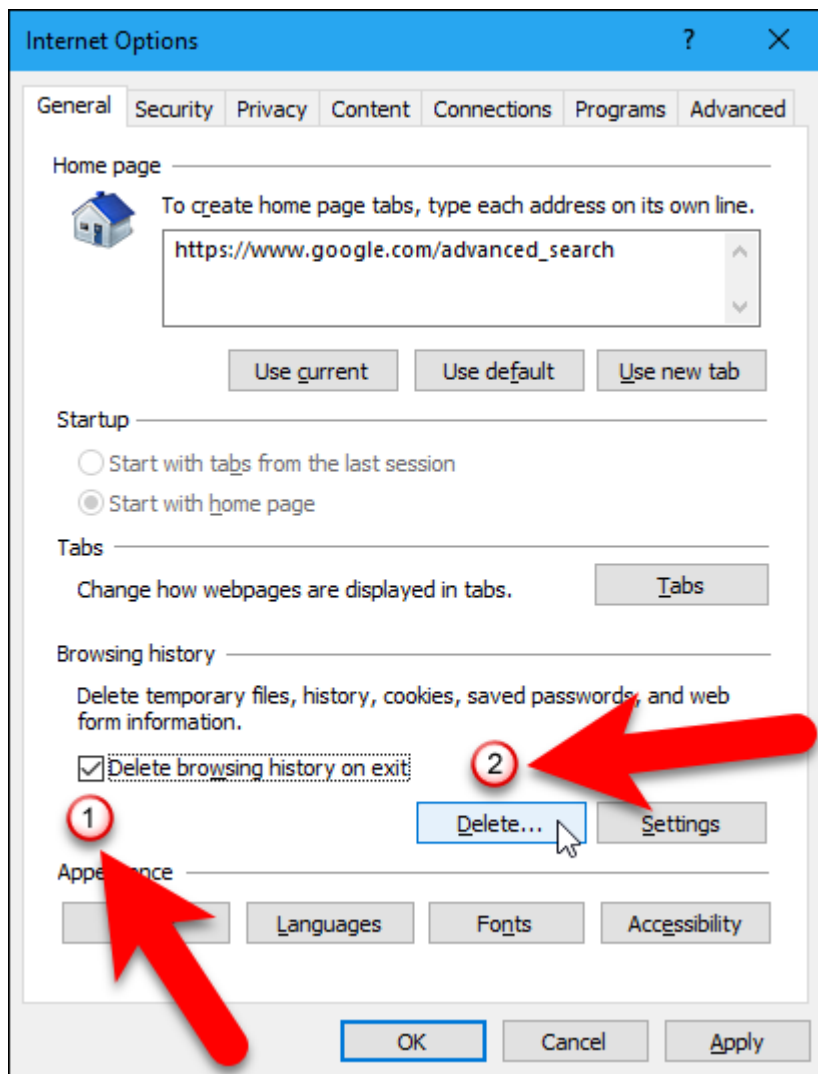 Internet Options ?
General Security Privacy Content Connections Programs Advanced
Home page
To create home page tabs, type each address on its own line.
https://www.google.com/advanced_search
Use current Use default Use new tab
Startup
Start with tabs from the last session
Start with home page
Tabs
Change how webpages are displayed in tabs. Tabs
Browsing history
Delete temporary files, history, cookies, saved passwords, and web
form information.
Delete browsing history on exit 2
1 Delete... Settings
Languages Fonts Accessibility
OK Cancel Apply